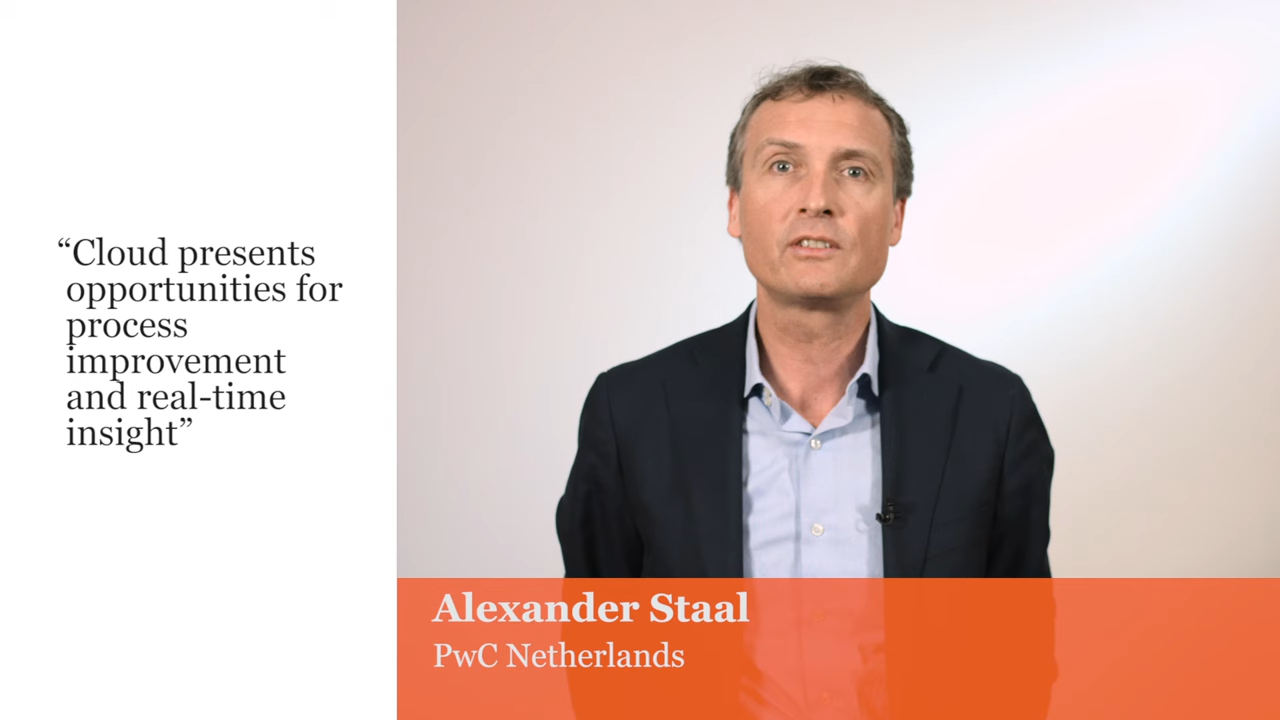 “Cloud presents
opportunities for
process
improvement
and real-time
insight”
Alexander Staal
PwC Netherlands